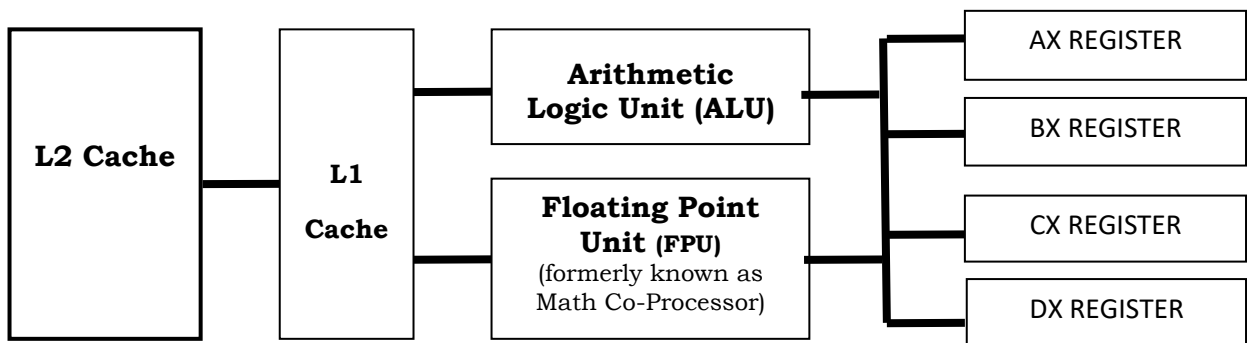 L2 Cache
L1
Cache
Arithmetic
Logic Unit (ALU)
Floating Point
Unit (FPU)
(formerly known as
Math Co-Processor)
AX REGISTER
BX REGISTER
CX REGISTER
DX REGISTER